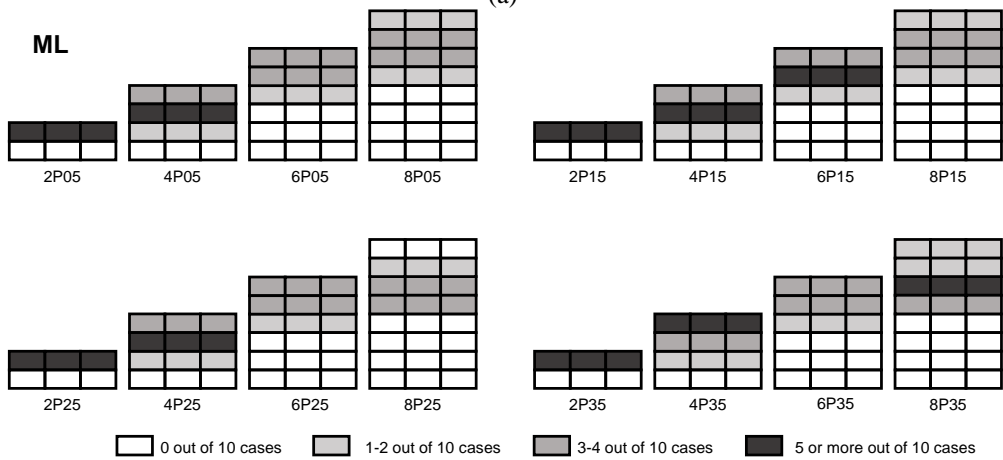 (a)
ML
2P05 4P05 6P05 8P05 2P15 4P15 6P15 8P15
2P25 4P25 6P25 8P25 2P35 4P35 6P35 8P35
0 out of 10 cases 1-2 out of 10 cases 3-4 out of 10 cases 5 or more out of 10 cases